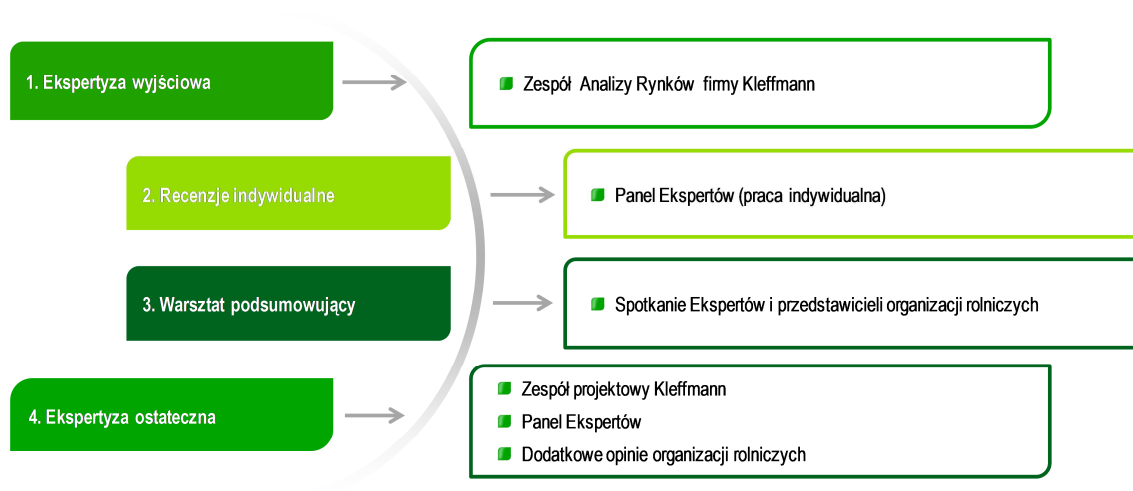 1. Ekspertyza wyjściowa
Zespół Analizy Rynków firmy Kleffmann
2. Recenzje indywidualne
Panel Ekspertów (praca indywidualna)
3. Warsztat podsumowujący
Spotkanie Ekspertów i przedstawicieli organizacji rolniczych
4. Ekspertyza ostateczna
Zespół projektowy Kleffmann
Panel Ekspertów
Dodatkowe opinie organizacji rolniczych